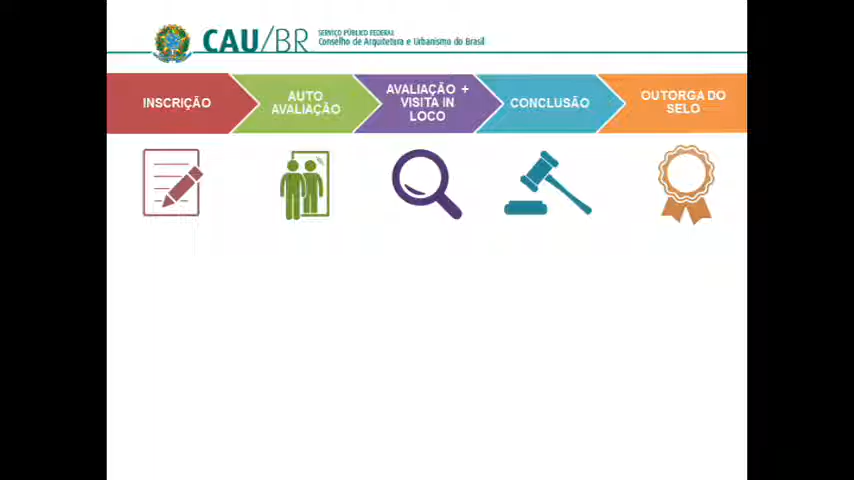 CAU/BR
SERVIÇO PÚBLICO FEDERAL
Conselho de Arquitetura e Urbanismo do Brasil
INSCRIÇÃO
AUTO
AVALIAÇÃO
AVALIAÇÃO +
VISITA IN
LOCO
CONCLUSÃO
OUTORGA DO
SELO